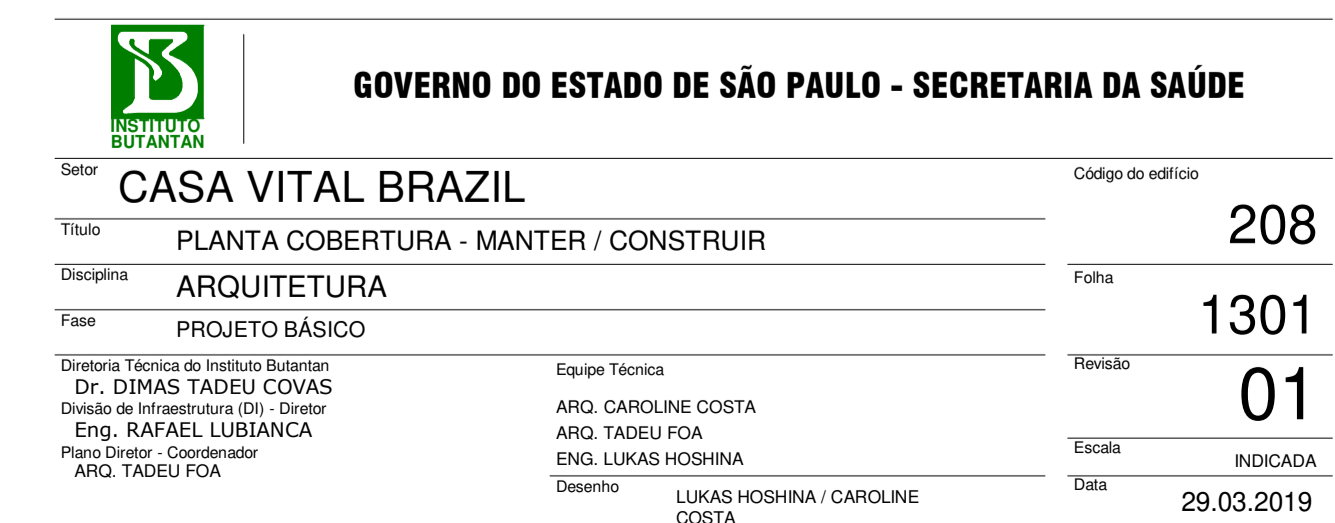 INSTITUTO
BUTANTAN
GOVERNO DO ESTADO DE SÃO PAULO - SECRETARIA DA SAÚDE
Setor
CASA VITAL BRAZIL
Código do edifício
208
Título
PLANTA COBERTURA - MANTER / CONSTRUIR
Disciplina
ARQUITETURA
Folha
1301
Fase
PROJETO BÁSICO
Diretoria Técnica do Instituto Butantan
Dr. DIMAS TADEU COVAS
Divisão de Infraestrutura (DI) - Diretor
Eng. RAFAEL LUBIANCA
Plano Diretor - Coordenador
ARQ. TADEU FOA
Equipe Técnica
ARQ. CAROLINE COSTA
ARQ. TADEU FOA
ENG. LUKAS HOSHINA
Desenho
LUKAS HOSHINA / CAROLINE
COSTA
Revisão
01
Escala
INDICADA
Data
29.03.2019